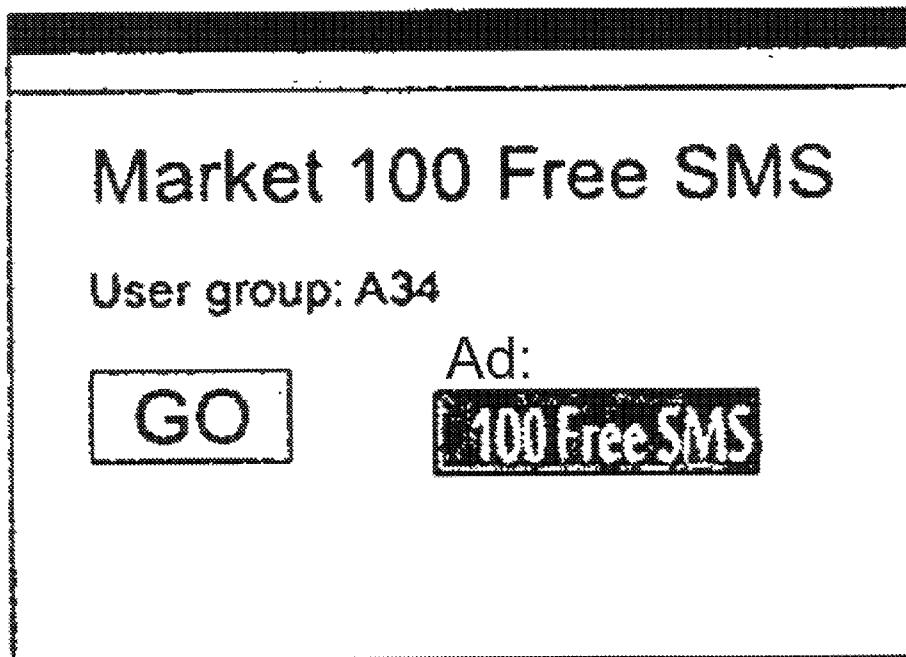 Market 100 Free SMS
User group: A34
Ad:
GO
100 Free SMS